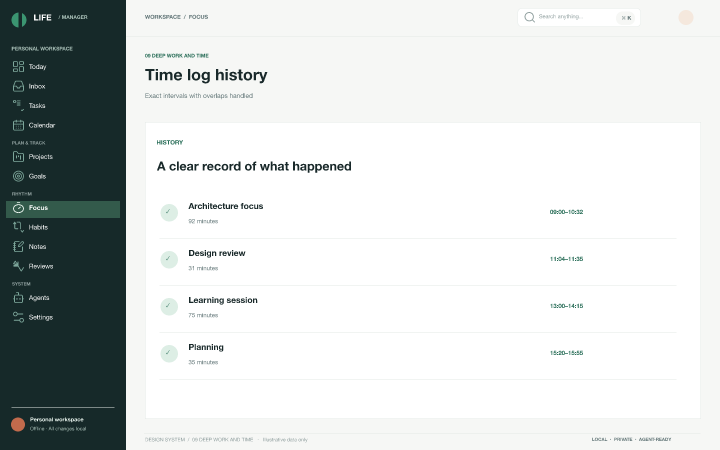 LIFE / MANAGER
PERSONAL WORKSPACE
Today
Inbox
Tasks
Calendar
PLAN & TRACK
Projects
Goals
RHYTHM
Focus
Habits
Notes
Reviews
SYSTEM
Agents
Settings
Personal workspace
Offline · All changes local
WORKSPACE / FOCUS
Search anything...
⌘ K
09 DEEP WORK AND TIME
Time log history
Exact intervals with overlaps handled
HISTORY
A clear record of what happened
Architecture focus
92 minutes
09:00–10:32
Design review
31 minutes
11:04–11:35
Learning session
75 minutes
13:00–14:15
Planning
35 minutes
15:20–15:55
DESIGN SYSTEM / 09 DEEP WORK AND TIME · Illustrative data only
LOCAL · PRIVATE · AGENT-READY